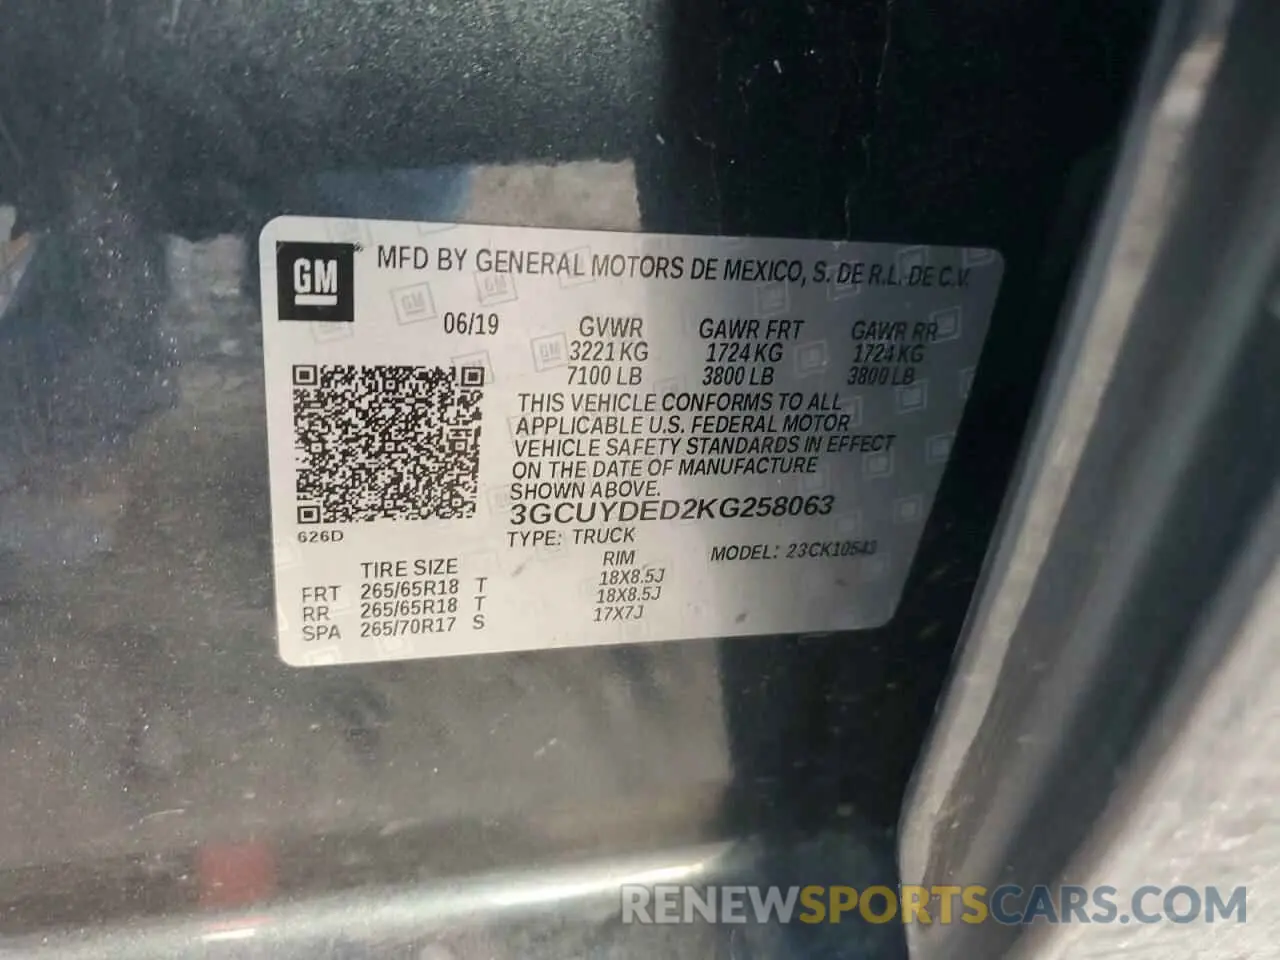 GM
MFD BY GENERAL MOTORS DE MEXICO, S. DE R.L. DE C.V.
06/19 GVWR GAWR FRT GAWR RR
3221 KG 1724 KG 1724 KG
7100 LB 3800 LB 3800 LB
THIS VEHICLE CONFORMS TO ALL
APPLICABLE U.S. FEDERAL MOTOR
VEHICLE SAFETY STANDARDS IN EFFECT
ON THE DATE OF MANUFACTURE
SHOWN ABOVE.
3GCUYDED2KG258063
626D TYPE: TRUCK MODEL: 23CK10543
TIRE SIZE RIM
FRT 265/65R18 T 18X8.5J
RR 265/65R18 T 18X8.5J
SPA 265/70R17 S 17X7J
RENEWSPORTSCARS.COM